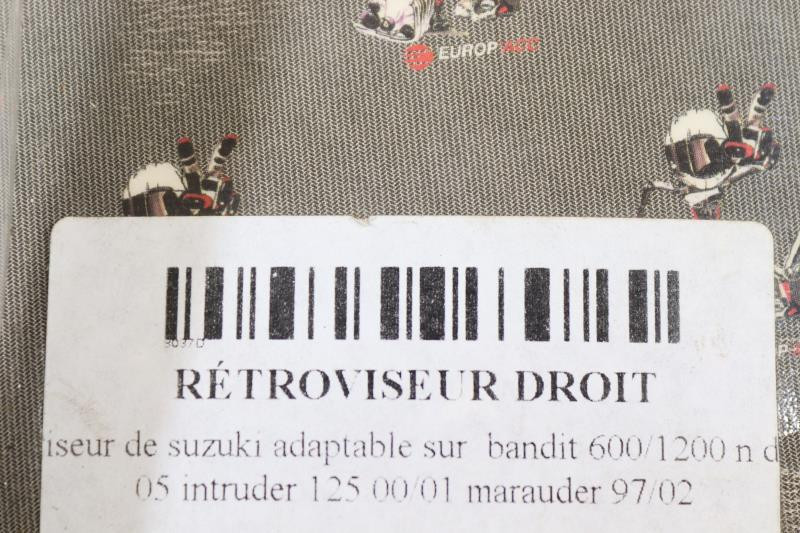 EUROP'ACC
3037D
RÉTROVISEUR DROIT
iseur de suzuki adaptable sur bandit 600/1200 n d
05 intruder 125 00/01 marauder 97/02